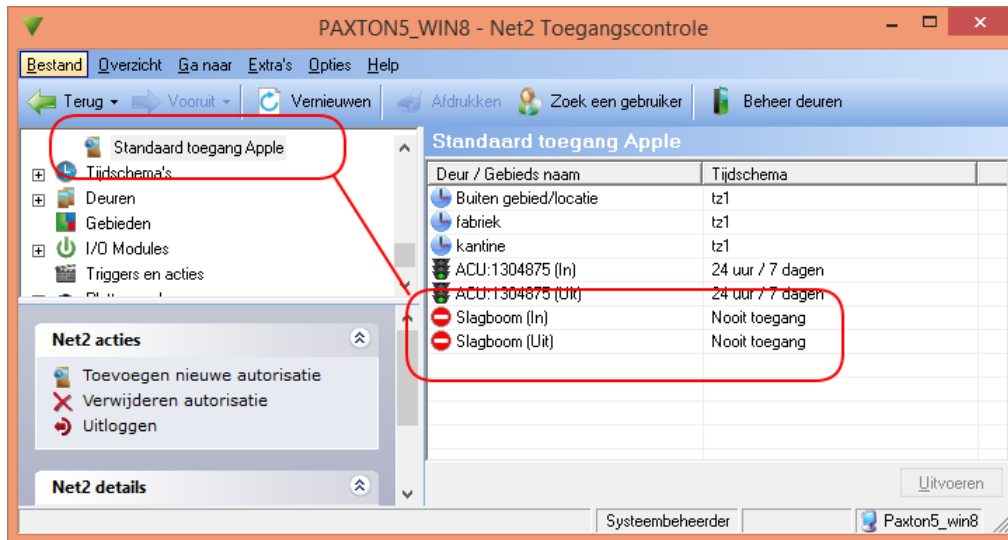 PAXTON5_WIN8 - Net2 Toegangscontrole
Bestand Overzicht Ga naar Extra's Opties Help
Terug Vooruit Vernieuwen Afdrukken Zoek een gebruiker Beheer deuren
Standaard toegang Apple
Tijdschema's
Deuren
Gebieden
I/O Modules
Triggers en acties
Net2 acties
Toevoegen nieuwe autorisatie
Verwijderen autorisatie
Uitloggen
Net2 details
Standaard toegang Apple
Deur / Gebieds naam Tijdschema
Buiten gebied/locatie tz1
fabriek tz1
kantine tz1
ACU:1304875 (In) 24 uur / 7 dagen
ACU:1304875 (Uit) 24 uur / 7 dagen
Slagboom (In) Nooit toegang
Slagboom (Uit) Nooit toegang
Uitvoeren
Systeembeheerder Paxton5_win8